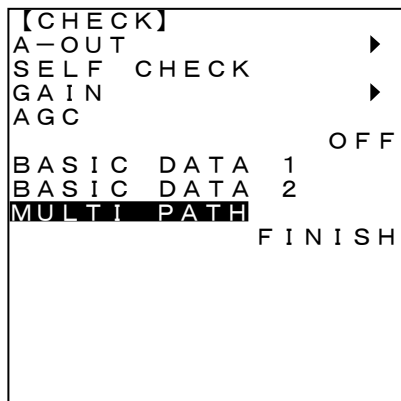 【CHECK】
A－OUT ▶
SELF CHECK
GAIN ▶
AGC
OFF
BASIC DATA 1
BASIC DATA 2
MULTI PATH
FINISH